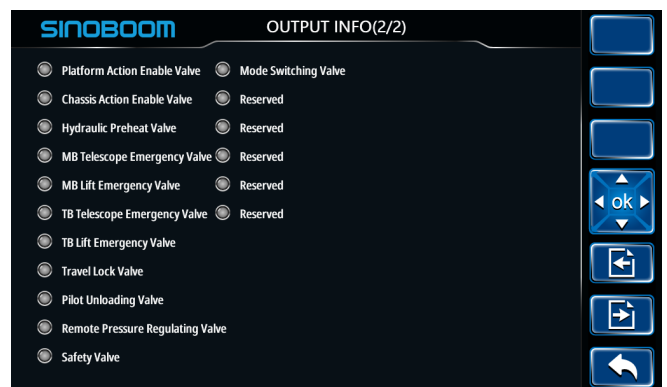 SINOBOOM
OUTPUT INFO(2/2)
Platform Action Enable Valve
Mode Switching Valve
Chassis Action Enable Valve
Reserved
Hydraulic Preheat Valve
Reserved
MB Telescope Emergency Valve
Reserved
MB Lift Emergency Valve
Reserved
TB Telescope Emergency Valve
Reserved
TB Lift Emergency Valve
Travel Lock Valve
Pilot Unloading Valve
Remote Pressure Regulating Valve
Safety Valve
ok